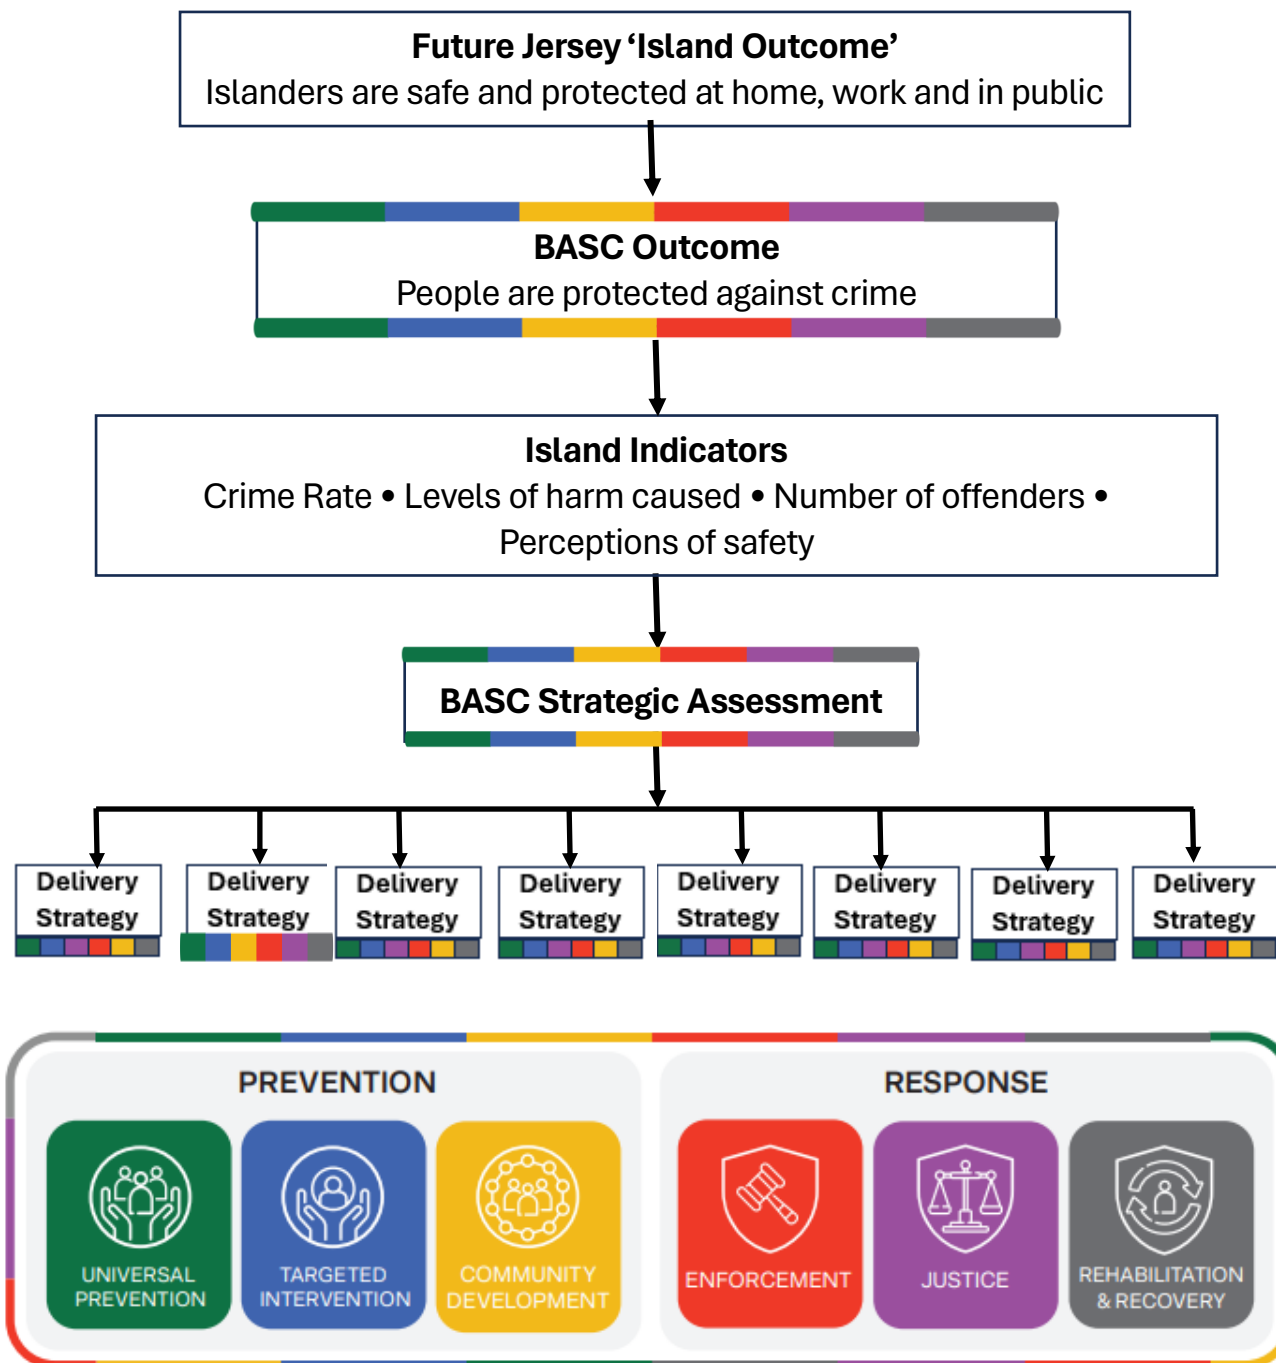 Future Jersey ‘Island Outcome’
Islanders are safe and protected at home, work and in public
BASC Outcome
People are protected against crime
Island Indicators
Crime Rate • Levels of harm caused • Number of offenders •
Perceptions of safety
BASC Strategic Assessment
Delivery Strategy
Delivery Strategy
Delivery Strategy
Delivery Strategy
Delivery Strategy
Delivery Strategy
Delivery Strategy
Delivery Strategy
PREVENTION
UNIVERSAL
PREVENTION
TARGETED
INTERVENTION
COMMUNITY
DEVELOPMENT
RESPONSE
ENFORCEMENT
JUSTICE
REHABILITATION
& RECOVERY